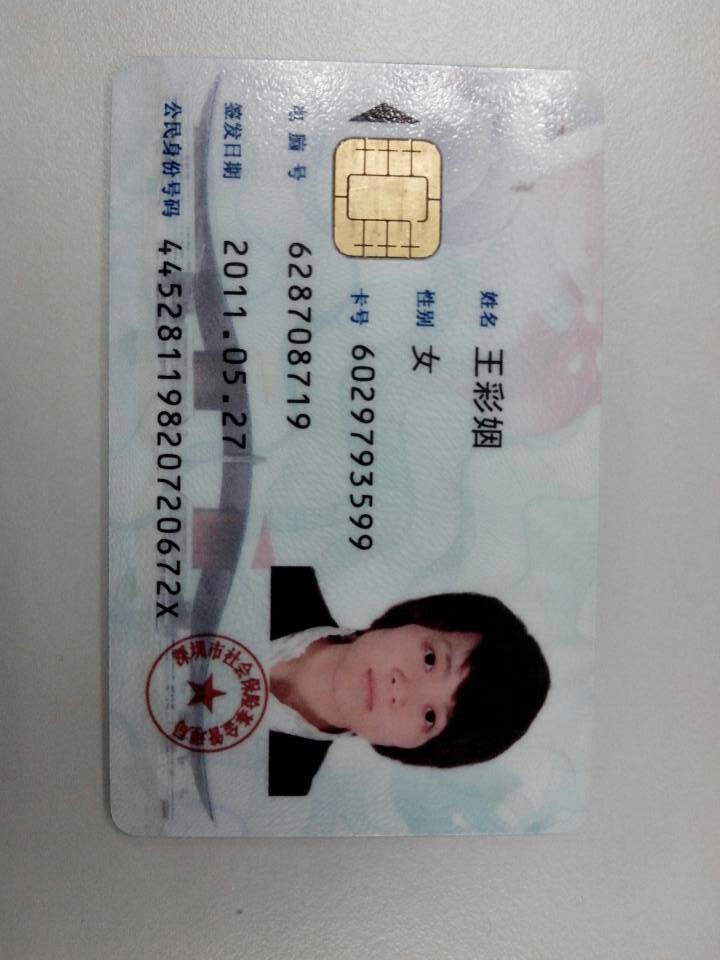 姓名 王彩姻
性别 女
卡号 6029793599
电脑号 628708719
签发日期 2011.05.27
公民身份号码 44528119820720672X
深圳市社会保险基金管理局